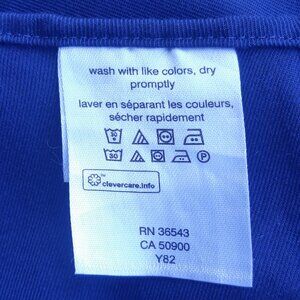 wash with like colors, dry
promptly
laver en séparant les couleurs,
sécher rapidement
clevercare.info
RN 36543
CA 50900
Y82